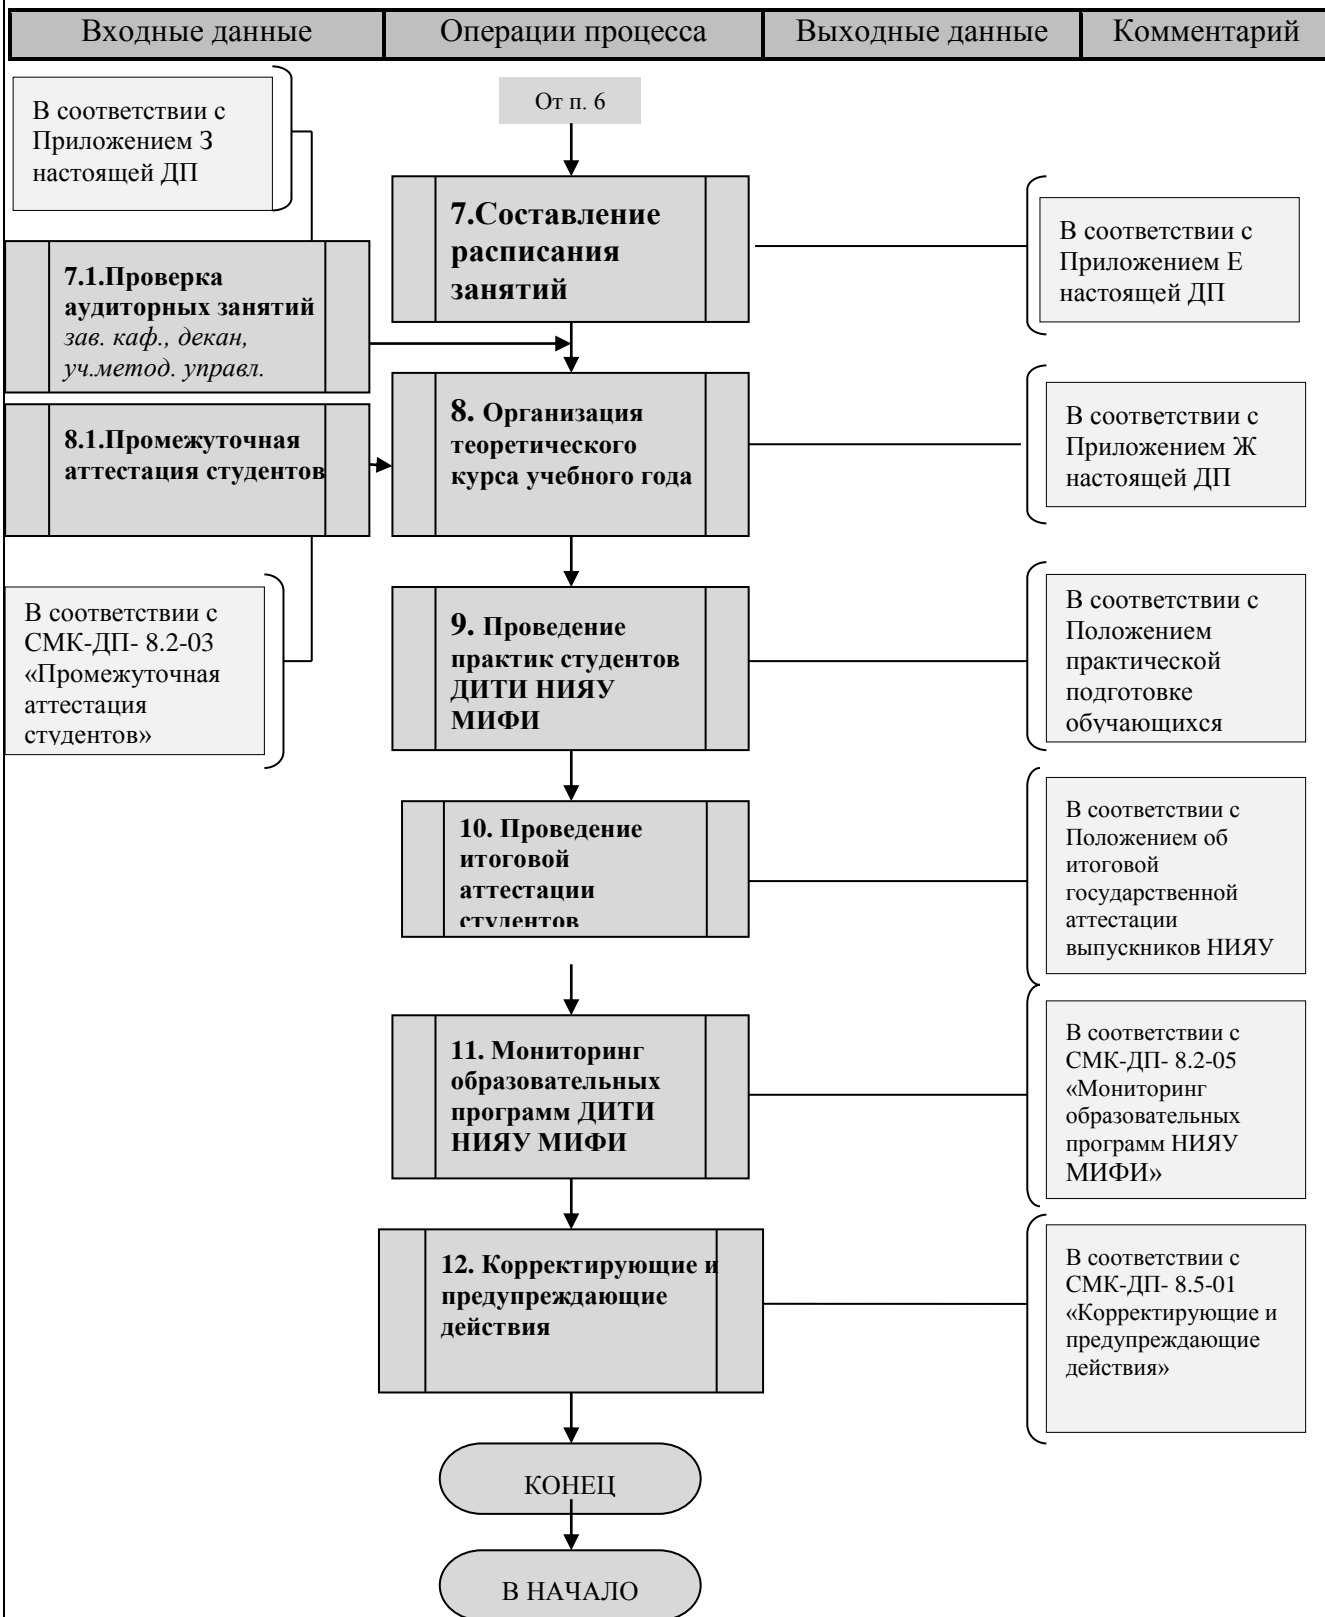 Входные данные
Операции процесса
Выходные данные
Комментарий
В соответствии с
Приложением З
настоящей ДП
От п. 6
7.Составление
расписания
занятий
В соответствии с
Приложением Е
настоящей ДП
7.1.Проверка
аудиторных занятий
зав. каф., декан,
уч.метод. управл.
8.1.Промежуточная
аттестация студентов
8. Организация
теоретического
курса учебного года
В соответствии с
Приложением Ж
настоящей ДП
В соответствии с
СМК-ДП- 8.2-03
«Промежуточная
аттестация
студентов»
9. Проведение
практик студентов
ДИТИ НИЯУ
МИФИ
В соответствии с
Положением
практической
подготовке
обучающихся
10. Проведение
итоговой
аттестации
студентов
В соответствии с
Положением об
итоговой
государственной
аттестации
выпускников НИЯУ
11. Мониторинг
образовательных
программ ДИТИ
НИЯУ МИФИ
В соответствии с
СМК-ДП- 8.2-05
«Мониторинг
образовательных
программ НИЯУ
МИФИ»
12. Корректирующие и
предупреждающие
действия
В соответствии с
СМК-ДП- 8.5-01
«Корректирующие и
предупреждающие
действия»
КОНЕЦ
В НАЧАЛО